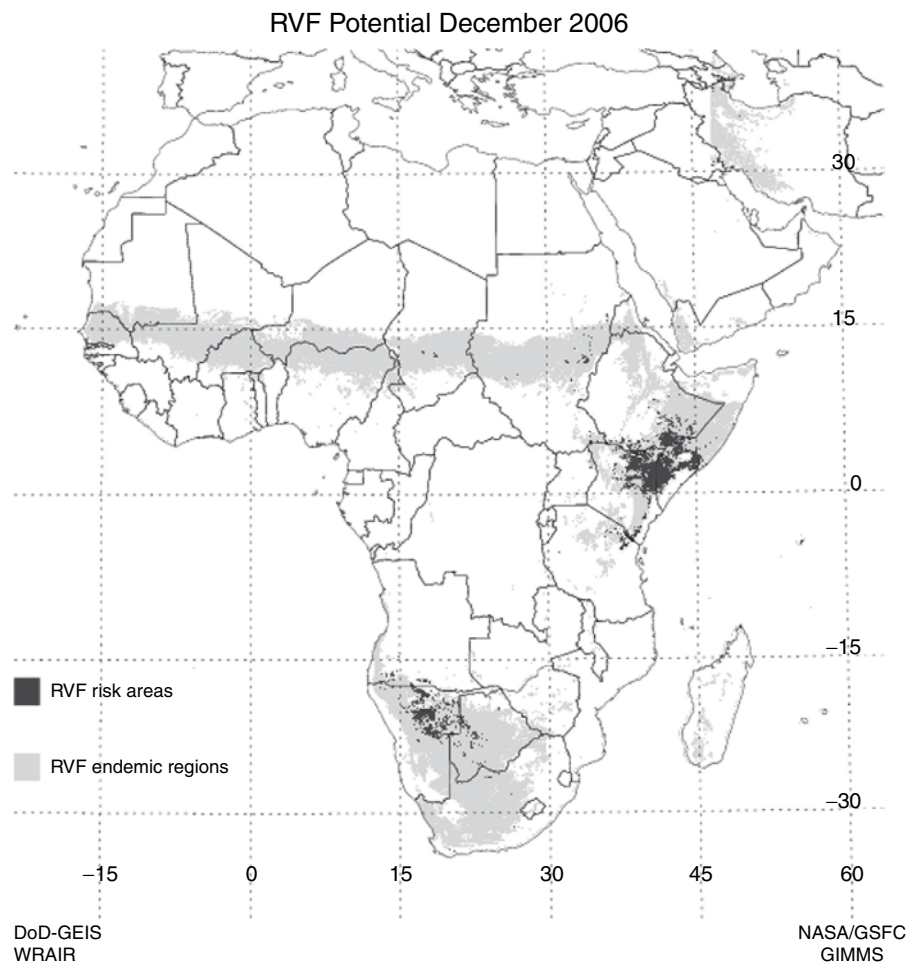 RVF Potential December 2006
30
15
0
−15
RVF risk areas
RVF endemic regions
−30
−15 0 15 30 45 60
DoD-GEIS NASA/GSFC
WRAIR GIMMS